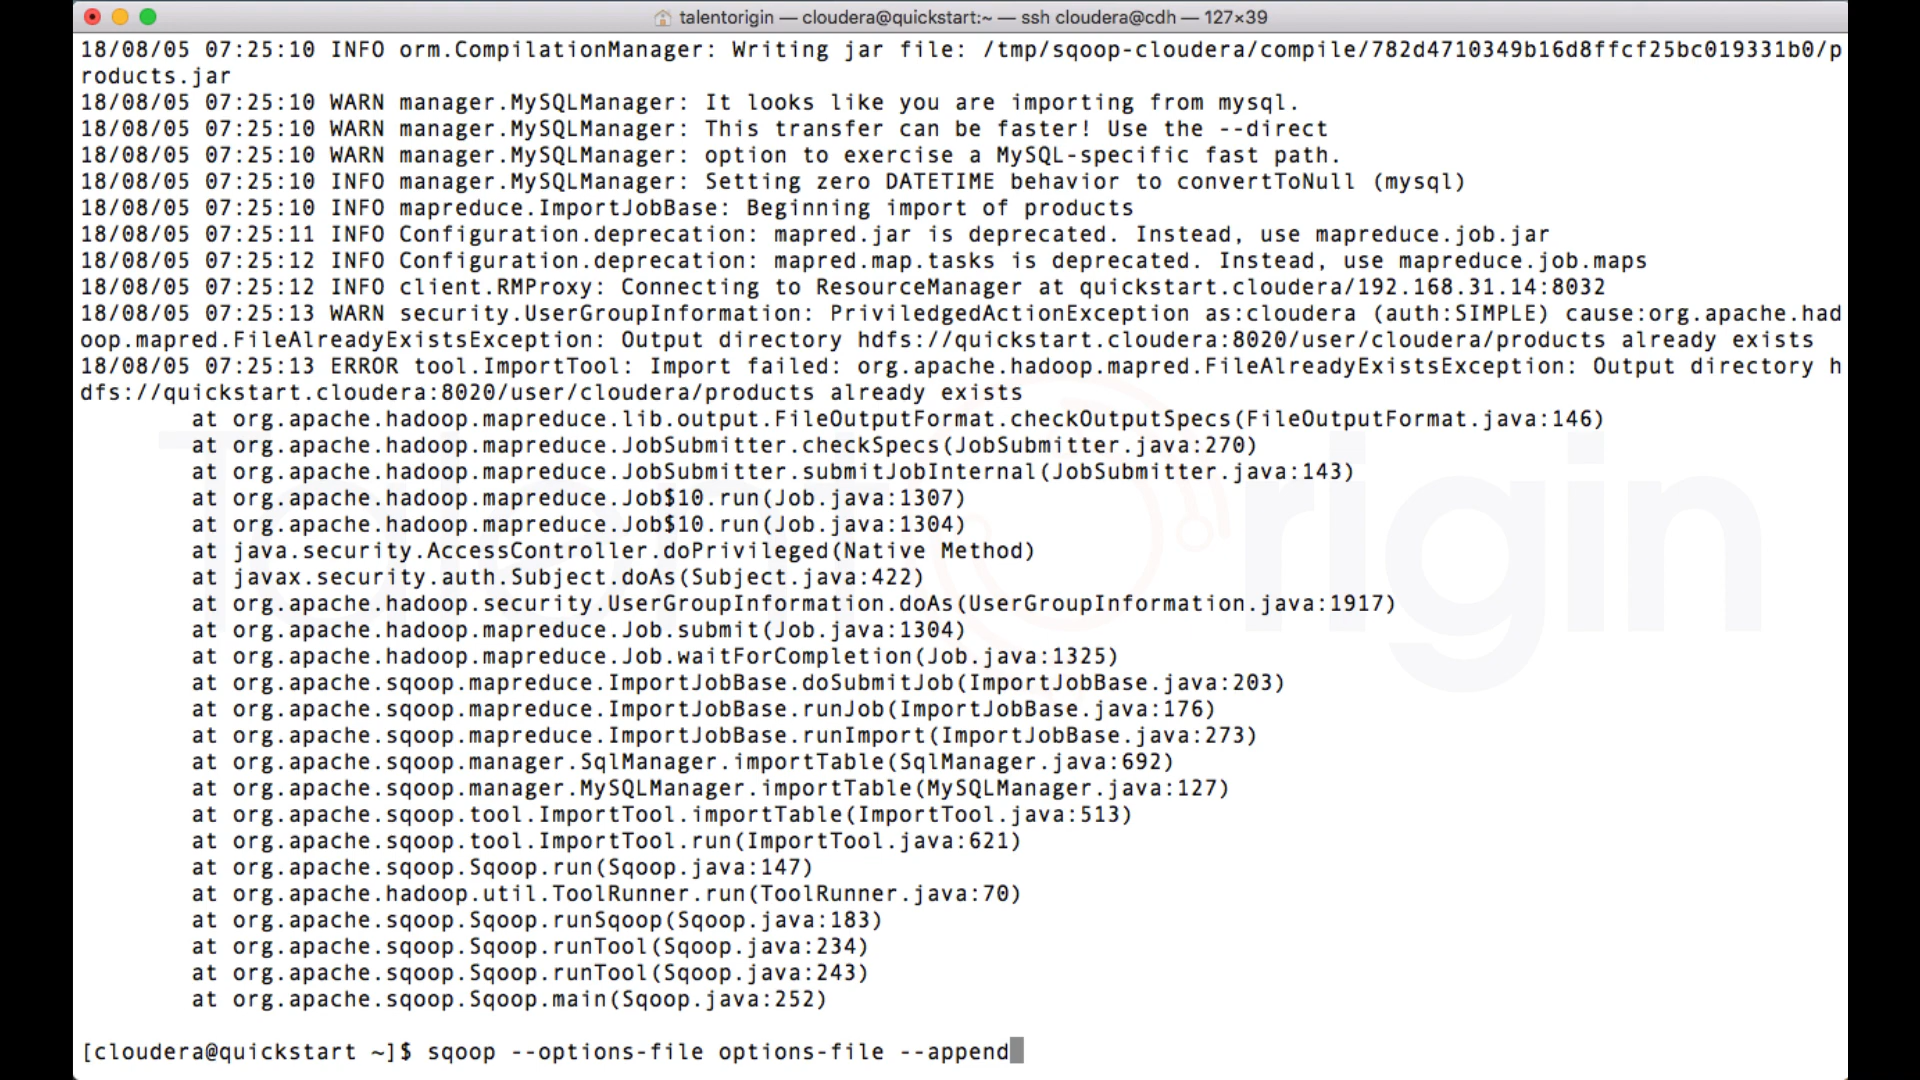 talentorigin — cloudera@quickstart:~ — ssh cloudera@cdh — 127×39
18/08/05 07:25:10 INFO orm.CompilationManager: Writing jar file: /tmp/sqoop-cloudera/compile/782d4710349b16d8ffcf25bc019331b0/p
roducts.jar
18/08/05 07:25:10 WARN manager.MySQLManager: It looks like you are importing from mysql.
18/08/05 07:25:10 WARN manager.MySQLManager: This transfer can be faster! Use the --direct
18/08/05 07:25:10 WARN manager.MySQLManager: option to exercise a MySQL-specific fast path.
18/08/05 07:25:10 INFO manager.MySQLManager: Setting zero DATETIME behavior to convertToNull (mysql)
18/08/05 07:25:10 INFO mapreduce.ImportJobBase: Beginning import of products
18/08/05 07:25:11 INFO Configuration.deprecation: mapred.jar is deprecated. Instead, use mapreduce.job.jar
18/08/05 07:25:12 INFO Configuration.deprecation: mapred.map.tasks is deprecated. Instead, use mapreduce.job.maps
18/08/05 07:25:12 INFO client.RMProxy: Connecting to ResourceManager at quickstart.cloudera/192.168.31.14:8032
18/08/05 07:25:13 WARN security.UserGroupInformation: PriviledgedActionException as:cloudera (auth:SIMPLE) cause:org.apache.had
oop.mapred.FileAlreadyExistsException: Output directory hdfs://quickstart.cloudera:8020/user/cloudera/products already exists
18/08/05 07:25:13 ERROR tool.ImportTool: Import failed: org.apache.hadoop.mapred.FileAlreadyExistsException: Output directory h
dfs://quickstart.cloudera:8020/user/cloudera/products already exists
at org.apache.hadoop.mapreduce.lib.output.FileOutputFormat.checkOutputSpecs(FileOutputFormat.java:146)
at org.apache.hadoop.mapreduce.JobSubmitter.checkSpecs(JobSubmitter.java:270)
at org.apache.hadoop.mapreduce.JobSubmitter.submitJobInternal(JobSubmitter.java:143)
at org.apache.hadoop.mapreduce.Job$10.run(Job.java:1307)
at org.apache.hadoop.mapreduce.Job$10.run(Job.java:1304)
at java.security.AccessController.doPrivileged(Native Method)
at javax.security.auth.Subject.doAs(Subject.java:422)
at org.apache.hadoop.security.UserGroupInformation.doAs(UserGroupInformation.java:1917)
at org.apache.hadoop.mapreduce.Job.submit(Job.java:1304)
at org.apache.hadoop.mapreduce.Job.waitForCompletion(Job.java:1325)
at org.apache.sqoop.mapreduce.ImportJobBase.doSubmitJob(ImportJobBase.java:203)
at org.apache.sqoop.mapreduce.ImportJobBase.runJob(ImportJobBase.java:176)
at org.apache.sqoop.mapreduce.ImportJobBase.runImport(ImportJobBase.java:273)
at org.apache.sqoop.manager.SqlManager.importTable(SqlManager.java:692)
at org.apache.sqoop.manager.MySQLManager.importTable(MySQLManager.java:127)
at org.apache.sqoop.tool.ImportTool.importTable(ImportTool.java:513)
at org.apache.sqoop.tool.ImportTool.run(ImportTool.java:621)
at org.apache.sqoop.Sqoop.run(Sqoop.java:147)
at org.apache.hadoop.util.ToolRunner.run(ToolRunner.java:70)
at org.apache.sqoop.Sqoop.runSqoop(Sqoop.java:183)
at org.apache.sqoop.Sqoop.runTool(Sqoop.java:234)
at org.apache.sqoop.Sqoop.runTool(Sqoop.java:243)
at org.apache.sqoop.Sqoop.main(Sqoop.java:252)
[cloudera@quickstart ~]$ sqoop --options-file options-file --append
TalentOrigin